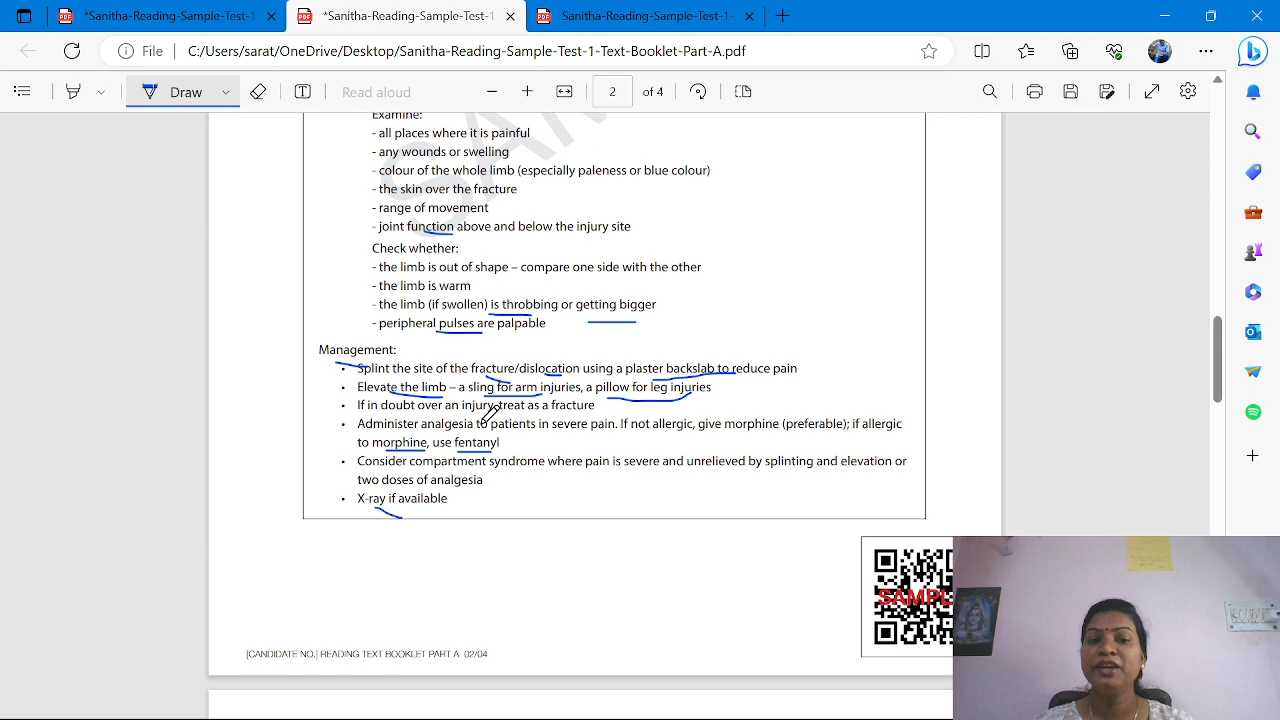 *Sanitha-Reading-Sample-Test-1
*Sanitha-Reading-Sample-Test-1
Sanitha-Reading-Sample-Test-1-
File
C:/Users/sarat/OneDrive/Desktop/Sanitha-Reading-Sample-Test-1-Text-Booklet-Part-A.pdf
Draw
Read aloud
2
of 4
Examine:
- all places where it is painful
- any wounds or swelling
- colour of the whole limb (especially paleness or blue colour)
- the skin over the fracture
- range of movement
- joint function above and below the injury site
Check whether:
- the limb is out of shape – compare one side with the other
- the limb is warm
- the limb (if swollen) is throbbing or getting bigger
- peripheral pulses are palpable
Management:
• Splint the site of the fracture/dislocation using a plaster backslab to reduce pain
• Elevate the limb – a sling for arm injuries, a pillow for leg injuries
• If in doubt over an injury, treat as a fracture
• Administer analgesia to patients in severe pain. If not allergic, give morphine (preferable); if allergic
to morphine, use fentanyl
• Consider compartment syndrome where pain is severe and unrelieved by splinting and elevation or
two doses of analgesia
• X-ray if available
SAMPL
[CANDIDATE NO.] READING TEXT BOOKLET PART A 02/04